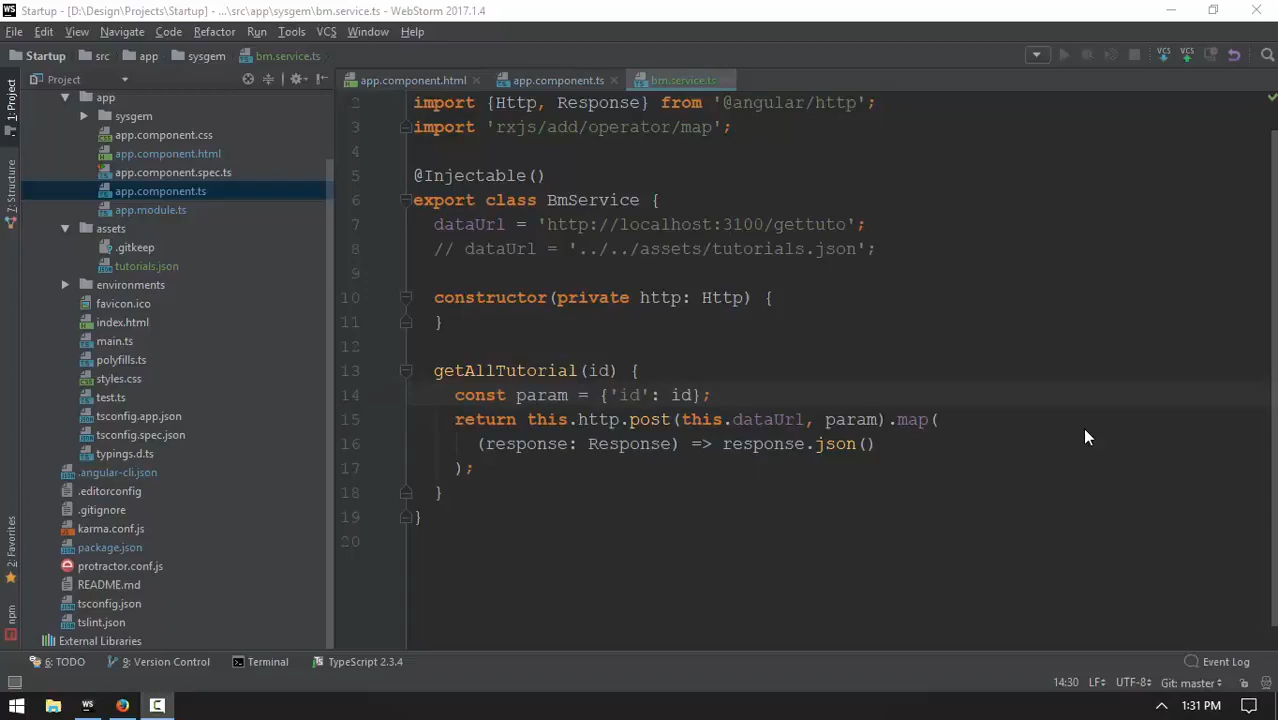 Startup - [D:\Design\Projects\Startup] - ...\src\app\sysgem\bm.service.ts - WebStorm 2017.1.4
File Edit View Navigate Code Refactor Run Tools VCS Window Help
Startup src app sysgem bm.service.ts VCS VCS
1: Project
Z: Structure
2: Favorites
npm
Project
app
sysgem
app.component.css
app.component.html
app.component.spec.ts
app.component.ts
app.module.ts
assets
.gitkeep
tutorials.json
environments
favicon.ico
index.html
main.ts
polyfills.ts
styles.css
test.ts
tsconfig.app.json
tsconfig.spec.json
typings.d.ts
.angular-cli.json
.editorconfig
.gitignore
karma.conf.js
package.json
protractor.conf.js
README.md
tsconfig.json
tslint.json
External Libraries
app.component.html app.component.ts bm.service.ts
2 import {Http, Response} from '@angular/http';
3 import 'rxjs/add/operator/map';
4
5 @Injectable()
6 export class BmService {
7 dataUrl = 'http://localhost:3100/gettuto';
8 // dataUrl = '../../assets/tutorials.json';
9
10 constructor(private http: Http) {
11 }
12
13 getAllTutorial(id) {
14 const param = {'id': id};
15 return this.http.post(this.dataUrl, param).map(
16 (response: Response) => response.json()
17 );
18 }
19 }
20
6: TODO 9: Version Control Terminal TypeScript 2.3.4 Event Log
14:30 LF÷ UTF-8÷ Git: master÷
WS 1:31 PM